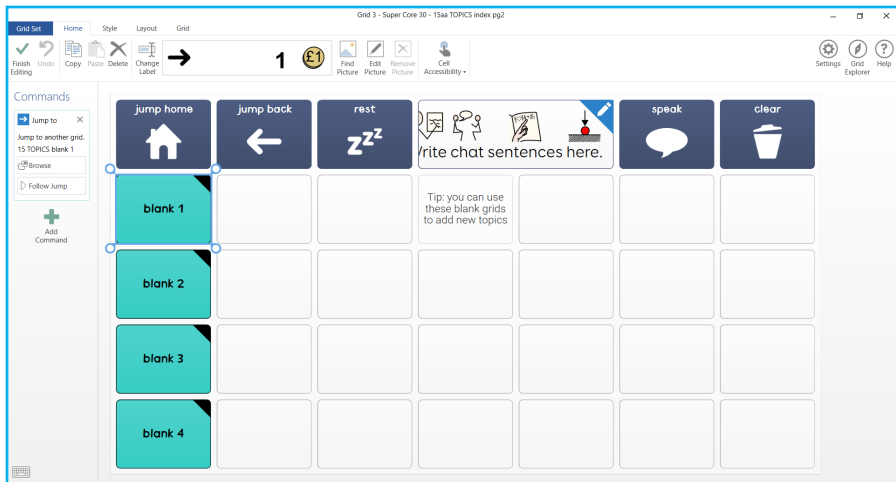 Grid 3 - Super Core 30 - 15aa TOPICS index pg2
Grid Set Home Style Layout Grid
Finish Editing
Undo
Copy
Paste
Delete
Change Label
1
£1
Find Picture
Edit Picture
Remove Picture
Cell Accessibility
Settings
Grid Explorer
Help
Commands
Jump to
Jump to another grid.
15 TOPICS blank 1
Browse
Follow Jump
Add
Command
jump home
jump back
rest
zzz
Write chat sentences here.
speak
clear
blank 1
Tip: you can use
these blank grids
to add new topics
blank 2
blank 3
blank 4